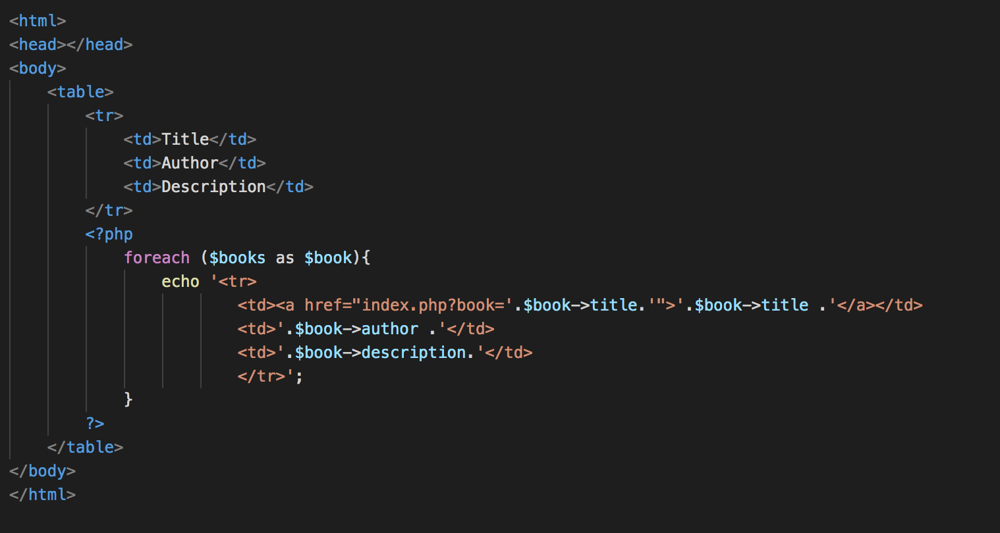 <html>
<head></head>
<body>
    <table>
        <tr>
            <td>Title</td>
            <td>Author</td>
            <td>Description</td>
        </tr>
        <?php
            foreach ($books as $book){
                echo '<tr>
                        <td><a href="index.php?book='.$book->title.'">'.$book->title .'</a></td>
                        <td>'.$book->author .'</td>
                        <td>'.$book->description.'</td>
                        </tr>';
            }
        ?>
    </table>
</body>
</html>